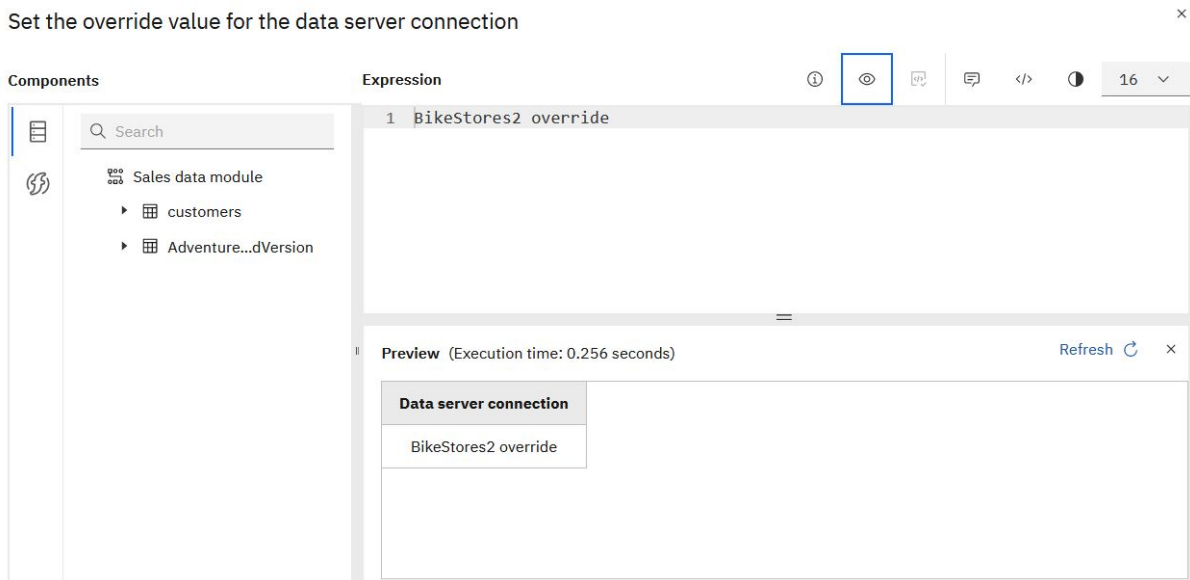 Set the override value for the data server connection
Components
Expression
16
Search
Sales data module
customers
Adventure...dVersion
1 BikeStores2 override
Preview (Execution time: 0.256 seconds)
Refresh
Data server connection
BikeStores2 override